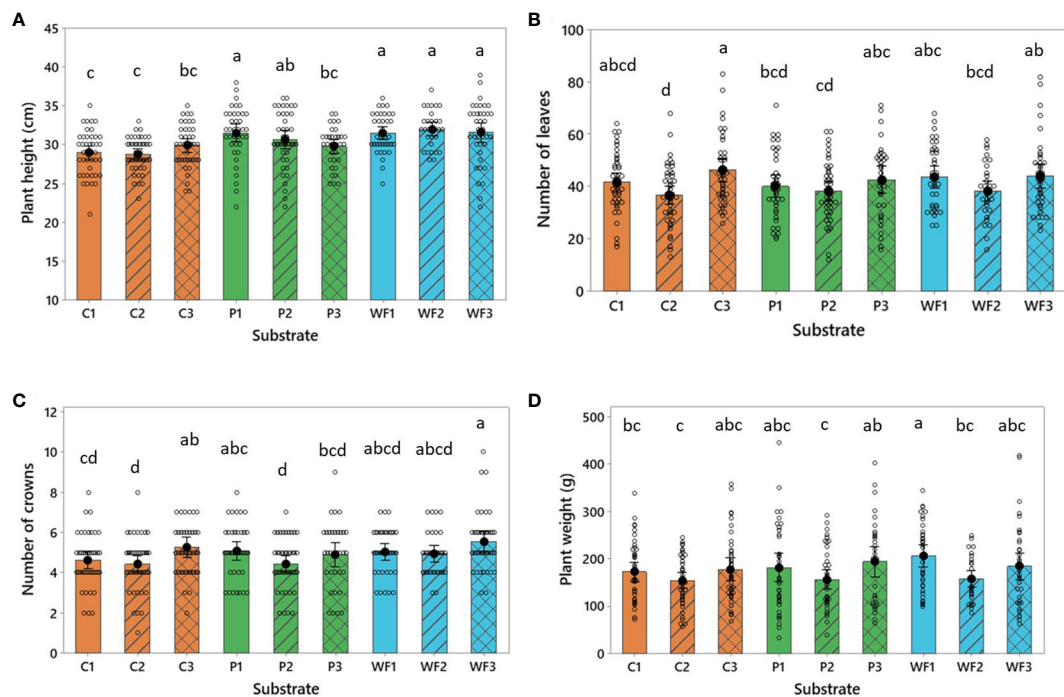 A
Plant height (cm)
45
40
35
30
25
20
15
10
c c bc a ab bc a a a
C1 C2 C3 P1 P2 P3 WF1 WF2 WF3
Substrate
B
Number of leaves
100
80
60
40
20
0
abcd d a bcd cd abc abc bcd ab
C1 C2 C3 P1 P2 P3 WF1 WF2 WF3
Substrate
C
Number of crowns
12
10
8
6
4
2
0
cd d ab abc d bcd abcd abcd a
C1 C2 C3 P1 P2 P3 WF1 WF2 WF3
Substrate
D
Plant weight (g)
500
400
300
200
100
0
bc c abc abc c ab a bc abc
C1 C2 C3 P1 P2 P3 WF1 WF2 WF3
Substrate